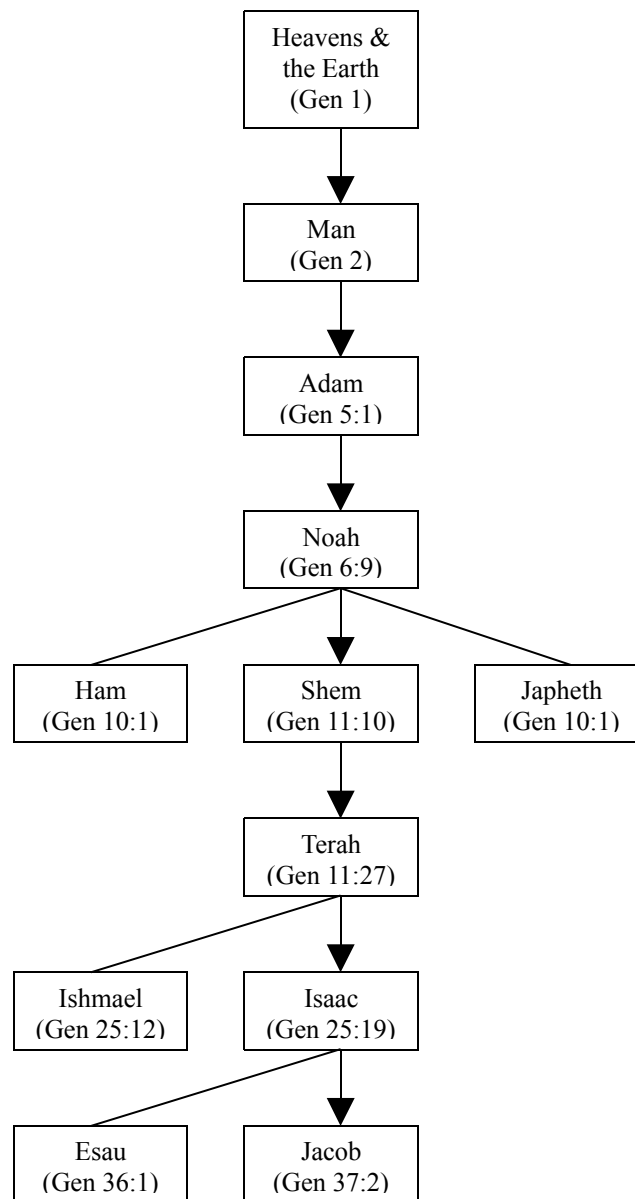 Heavens &
the Earth
(Gen 1)
Man
(Gen 2)
Adam
(Gen 5:1)
Noah
(Gen 6:9)
Ham
(Gen 10:1)
Shem
(Gen 11:10)
Japheth
(Gen 10:1)
Terah
(Gen 11:27)
Ishmael
(Gen 25:12)
Isaac
(Gen 25:19)
Esau
(Gen 36:1)
Jacob
(Gen 37:2)